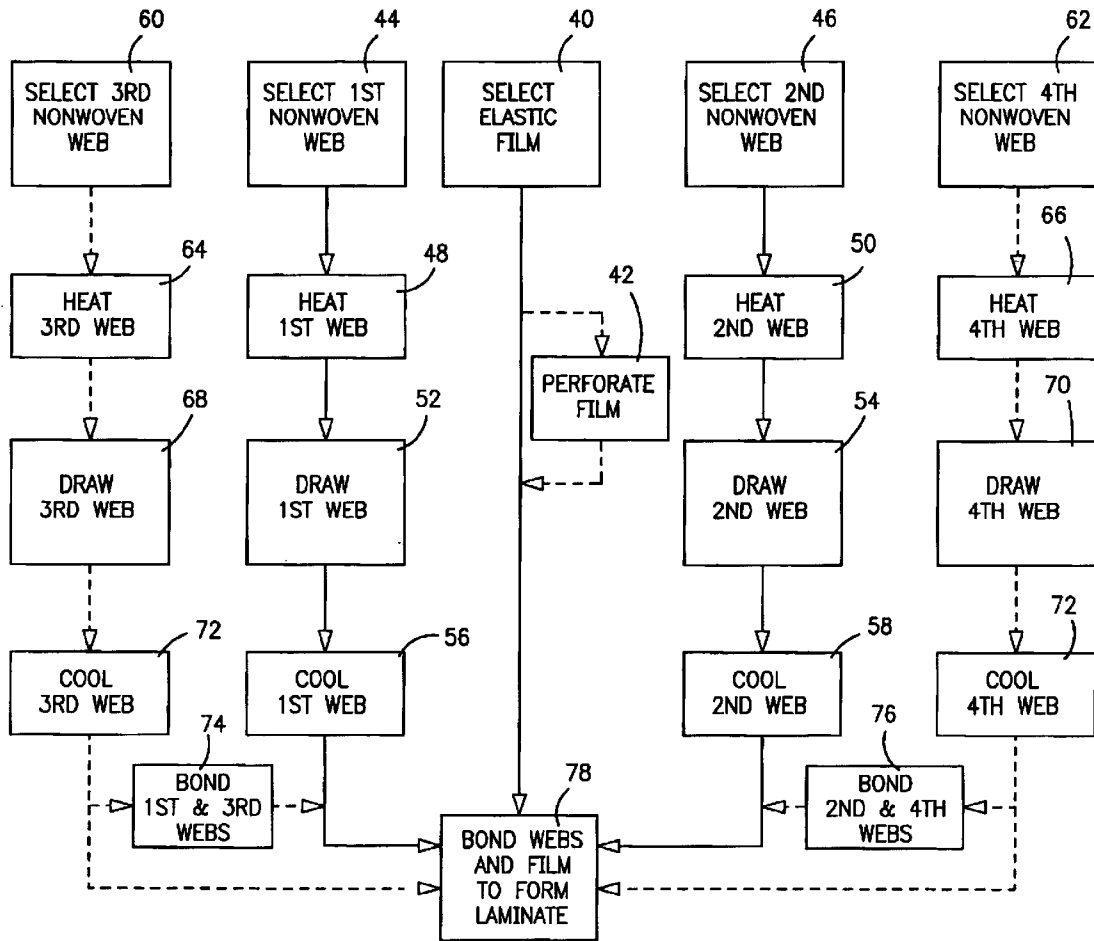 60
44
40
46
62
SELECT 3RD
NONWOVEN
WEB
SELECT 1ST
NONWOVEN
WEB
SELECT
ELASTIC
FILM
SELECT 2ND
NONWOVEN
WEB
SELECT 4TH
NONWOVEN
WEB
64
48
42
50
66
HEAT
3RD WEB
HEAT
1ST WEB
PERFORATE
FILM
HEAT
2ND WEB
HEAT
4TH WEB
68
52
54
70
DRAW
3RD WEB
DRAW
1ST WEB
DRAW
2ND WEB
DRAW
4TH WEB
72
56
58
72
COOL
3RD WEB
COOL
1ST WEB
COOL
2ND WEB
COOL
4TH WEB
74
78
76
BOND
1ST & 3RD
WEBS
BOND WEBS
AND FILM
TO FORM
LAMINATE
BOND
2ND & 4TH
WEBS